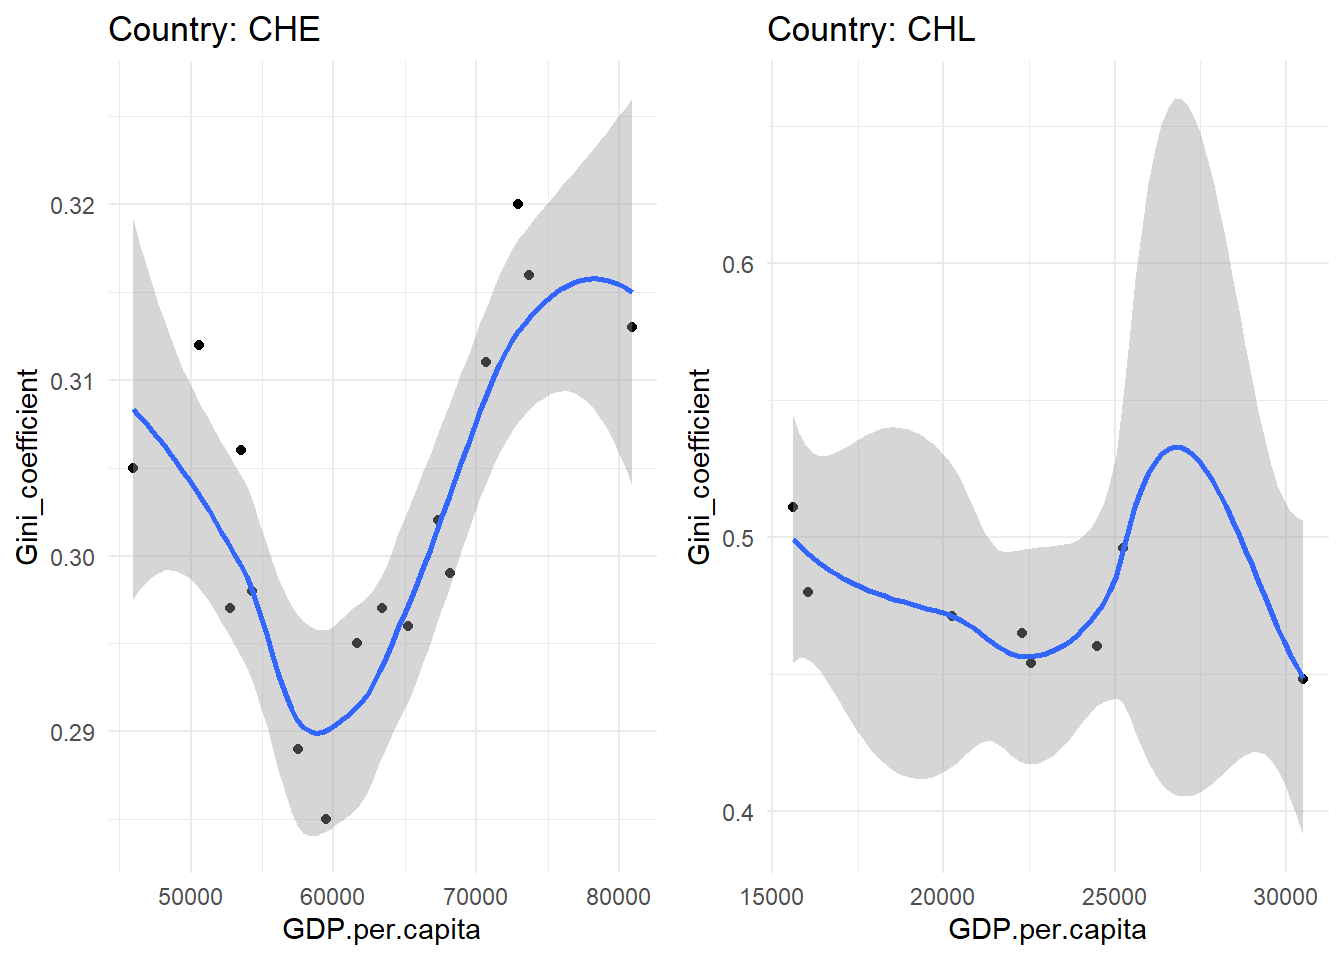 Country: CHE
Gini_coefficient
0.32
0.31
0.30
0.29
50000 60000 70000 80000
GDP.per.capita
Country: CHL
Gini_coefficient
0.6
0.5
0.4
15000 20000 25000 30000
GDP.per.capita